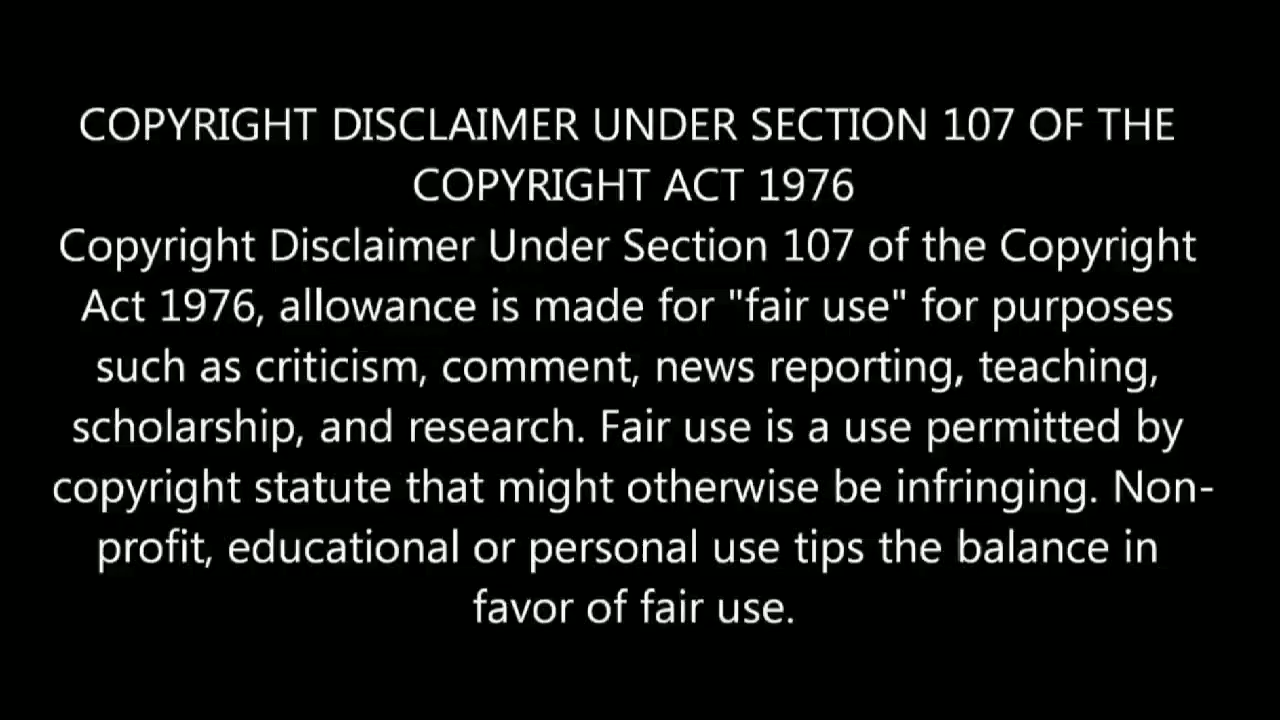 COPYRIGHT DISCLAIMER UNDER SECTION 107 OF THE
COPYRIGHT ACT 1976
Copyright Disclaimer Under Section 107 of the Copyright
Act 1976, allowance is made for "fair use" for purposes
such as criticism, comment, news reporting, teaching,
scholarship, and research. Fair use is a use permitted by
copyright statute that might otherwise be infringing. Non-
profit, educational or personal use tips the balance in
favor of fair use.